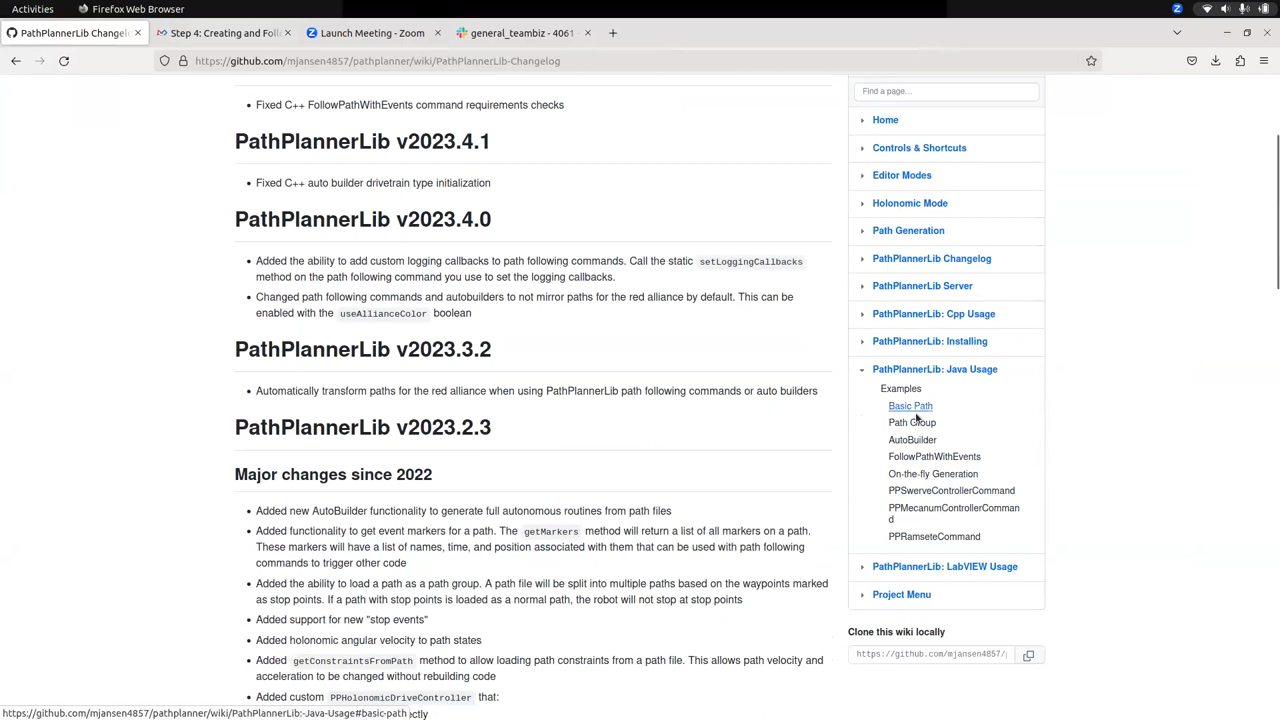 Activities
Firefox Web Browser
PathPlannerLib Changel
Step 4: Creating and Foll
Launch Meeting - Zoom
general_teambiz - 4061
https://github.com/mjansen4857/pathplanner/wiki/PathPlannerLib-Changelog
Fixed C++ FollowPathWithEvents command requirements checks
PathPlannerLib v2023.4.1
Fixed C++ auto builder drivetrain type initialization
PathPlannerLib v2023.4.0
Added the ability to add custom logging callbacks to path following commands. Call the static setLoggingCallbacks
method on the path following command you use to set the logging callbacks.
Changed path following commands and autobuilders to not mirror paths for the red alliance by default. This can be
enabled with the useAllianceColor boolean
PathPlannerLib v2023.3.2
Automatically transform paths for the red alliance when using PathPlannerLib path following commands or auto builders
PathPlannerLib v2023.2.3
Major changes since 2022
Added new AutoBuilder functionality to generate full autonomous routines from path files
Added functionality to get event markers for a path. The getMarkers method will return a list of all markers on a path.
These markers will have a list of names, time, and position associated with them that can be used with path following
commands to trigger other code
Added the ability to load a path as a path group. A path file will be split into multiple paths based on the waypoints marked
as stop points. If a path with stop points is loaded as a normal path, the robot will not stop at stop points
Added support for new "stop events"
Added holonomic angular velocity to path states
Added getConstraintsFromPath method to allow loading path constraints from a path file. This allows path velocity and
acceleration to be changed without rebuilding code
Added custom PPHolonomicDriveController that:
ectly
Find a page…
Home
Controls & Shortcuts
Editor Modes
Holonomic Mode
Path Generation
PathPlannerLib Changelog
PathPlannerLib Server
PathPlannerLib: Cpp Usage
PathPlannerLib: Installing
PathPlannerLib: Java Usage
Examples
Basic Path
Path Group
AutoBuilder
FollowPathWithEvents
On-the-fly Generation
PPSwerveControllerCommand
PPMecanumControllerComman
d
PPRamseteCommand
PathPlannerLib: LabVIEW Usage
Project Menu
Clone this wiki locally
https://github.com/mjansen4857/p
https://github.com/mjansen4857/pathplanner/wiki/PathPlannerLib:-Java-Usage#basic-path